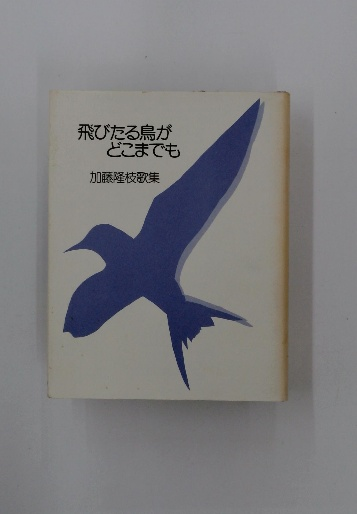 飛びたる鳥が
どこまでも
加藤隆枝歌集